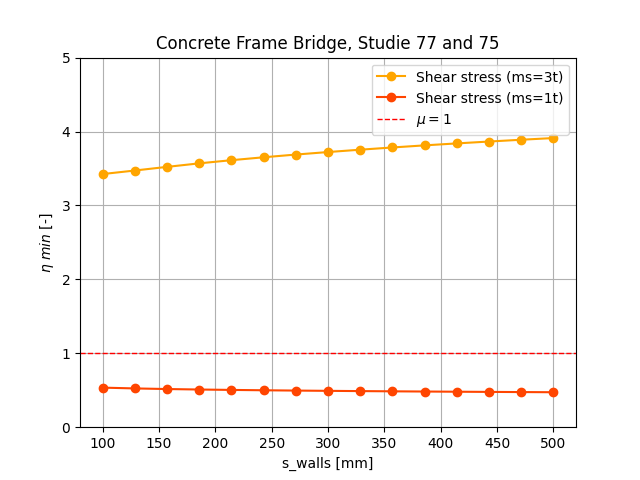 Concrete Frame Bridge, Studie 77 and 75
Shear stress (ms=3t)
Shear stress (ms=1t)
μ = 1
5
4
3
2
1
0
η min [-]
100 150 200 250 300 350 400 450 500
s_walls [mm]